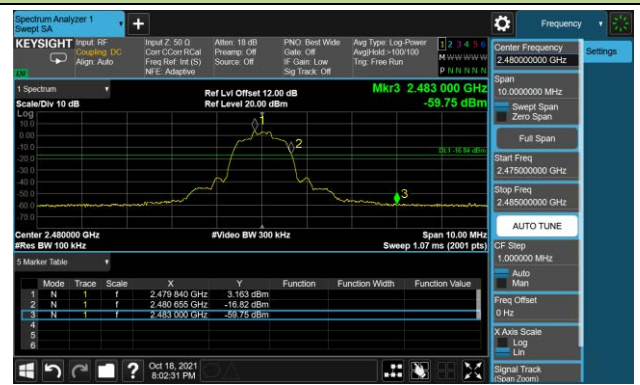 Spectrum Analyzer 1
Swept SA
Frequency
KEYSIGHT
Input: RF
Coupling: DC
Align: Auto
Input Z: 50 Ω
Corr CCorr RCal
Freq Ref: Int (S)
NFE: Adaptive
Atten: 18 dB
Preamp: Off
Source: Off
PNO: Best Wide
Gate: Off
IF Gain: Low
Sig Track: Off
Avg Type: Log-Power
Avg|Hold:>100/100
Trig: Free Run
1 2 3 4 5 6
M W W W W W
P N N N N N
LXI
1 Spectrum
Scale/Div 10 dB
Ref Lvl Offset 12.00 dB
Ref Level 20.00 dBm
Mkr3 2.483 000 GHz
-59.75 dBm
Log
10.0
0.00
-10.0
-20.0
-30.0
-40.0
-50.0
-60.0
-70.0
1
2
3
DL1 -16.84 dBm
Center 2.480000 GHz
#Res BW 100 kHz
#Video BW 300 kHz
Span 10.00 MHz
Sweep 1.07 ms (2001 pts)
5 Marker Table
Mode Trace Scale X Y Function Function Width Function Value
1 N 1 f 2.479 840 GHz 3.163 dBm
2 N 1 f 2.480 655 GHz -16.82 dBm
3 N 1 f 2.483 000 GHz -59.75 dBm
4
5
6
Oct 18, 2021
8:02:31 PM
Center Frequency
2.480000000 GHz
Settings
Span
10.0000000 MHz
Swept Span
Zero Span
Full Span
Start Freq
2.475000000 GHz
Stop Freq
2.485000000 GHz
AUTO TUNE
CF Step
1.000000 MHz
Auto
Man
Freq Offset
0 Hz
X Axis Scale
Log
Lin
Signal Track
(Span Zoom)